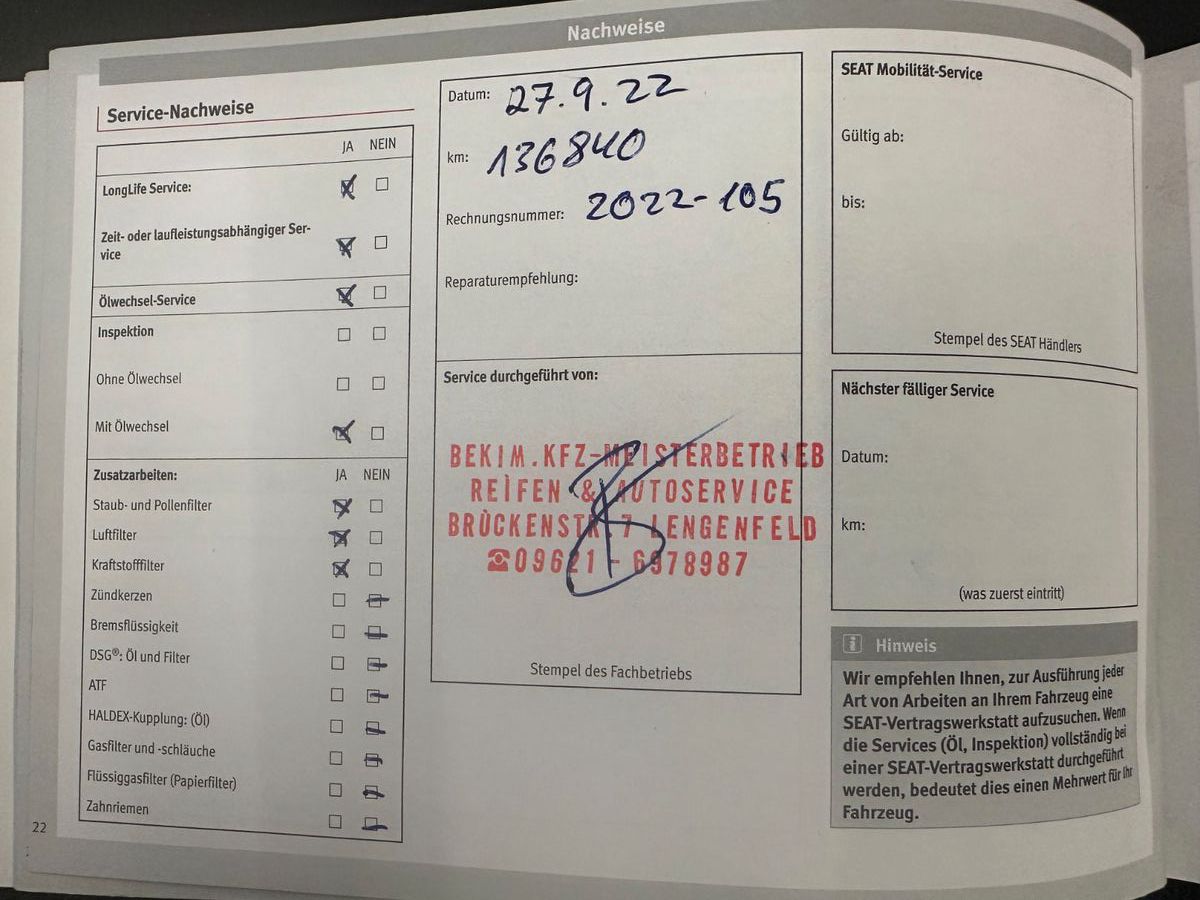 Nachweise
Service-Nachweise
JA NEIN
LongLife Service:
Zeit- oder laufleistungsabhängiger Ser-
vice
Ölwechsel-Service
Inspektion
Ohne Ölwechsel
Mit Ölwechsel
Zusatzarbeiten: JA NEIN
Staub- und Pollenfilter
Luftfilter
Kraftstofffilter
Zündkerzen
Bremsflüssigkeit
DSG®: Öl und Filter
ATF
HALDEX-Kupplung: (Öl)
Gasfilter und -schläuche
Flüssiggasfilter (Papierfilter)
Zahnriemen
22
Datum: 27.9.22
km: 136840
Rechnungsnummer: 2022-105
Reparaturempfehlung:
Service durchgeführt von:
BEKIM.KFZ-MEISTERBETRIEB
REIFEN & AUTOSERVICE
BRÜCKENSTR.7 LENGENFELD
☎09621 - 6978987
Stempel des Fachbetriebs
SEAT Mobilität-Service
Gültig ab:
bis:
Stempel des SEAT Händlers
Nächster fälliger Service
Datum:
km:
(was zuerst eintritt)
i Hinweis
Wir empfehlen Ihnen, zur Ausführung jeder
Art von Arbeiten an Ihrem Fahrzeug eine
SEAT-Vertragswerkstatt aufzusuchen. Wenn
die Services (Öl, Inspektion) vollständig bei
einer SEAT-Vertragswerkstatt durchgeführt
werden, bedeutet dies einen Mehrwert für Ihr
Fahrzeug.